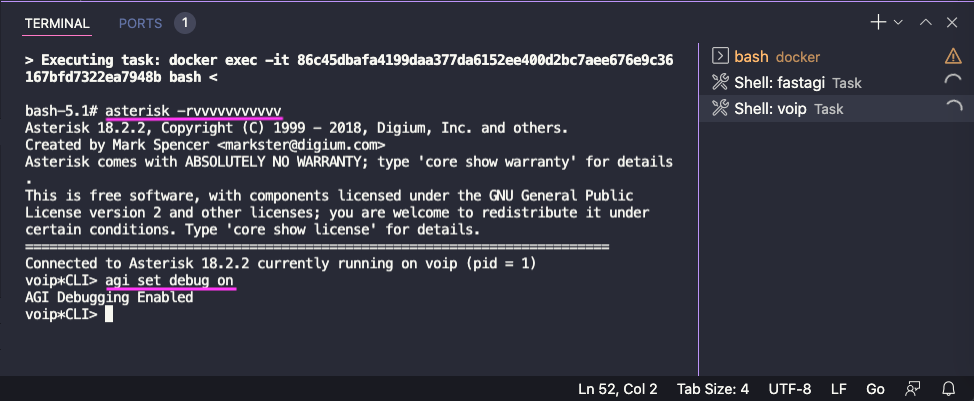 TERMINAL
PORTS 1
> Executing task: docker exec -it 86c45dbafa4199daa377da6152ee400d2bc7aee676e9c36
167bfd7322ea7948b bash <
bash-5.1# asterisk -rvvvvvvvvvvv
Asterisk 18.2.2, Copyright (C) 1999 - 2018, Digium, Inc. and others.
Created by Mark Spencer <markster@digium.com>
Asterisk comes with ABSOLUTELY NO WARRANTY; type 'core show warranty' for details
.
This is free software, with components licensed under the GNU General Public
License version 2 and other licenses; you are welcome to redistribute it under
certain conditions. Type 'core show license' for details.
=========================================================================
Connected to Asterisk 18.2.2 currently running on voip (pid = 1)
voip*CLI> agi set debug on
AGI Debugging Enabled
voip*CLI>
bash docker
Shell: fastagi Task
Shell: voip Task
Ln 52, Col 2 Tab Size: 4 UTF-8 LF Go